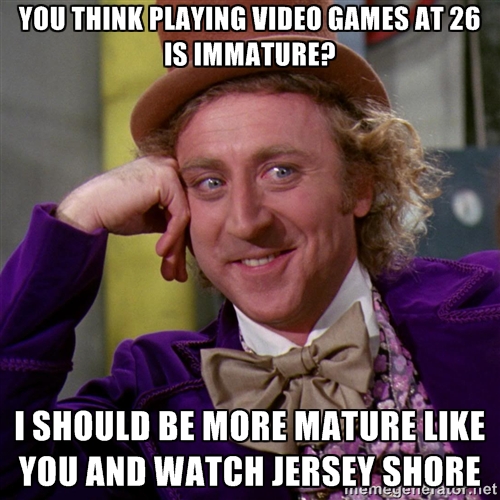 YOU THINK PLAYING VIDEO GAMES AT 26
IS IMMATURE?
I SHOULD BE MORE MATURE LIKE
YOU AND WATCH JERSEY SHORE
memegenerator.net